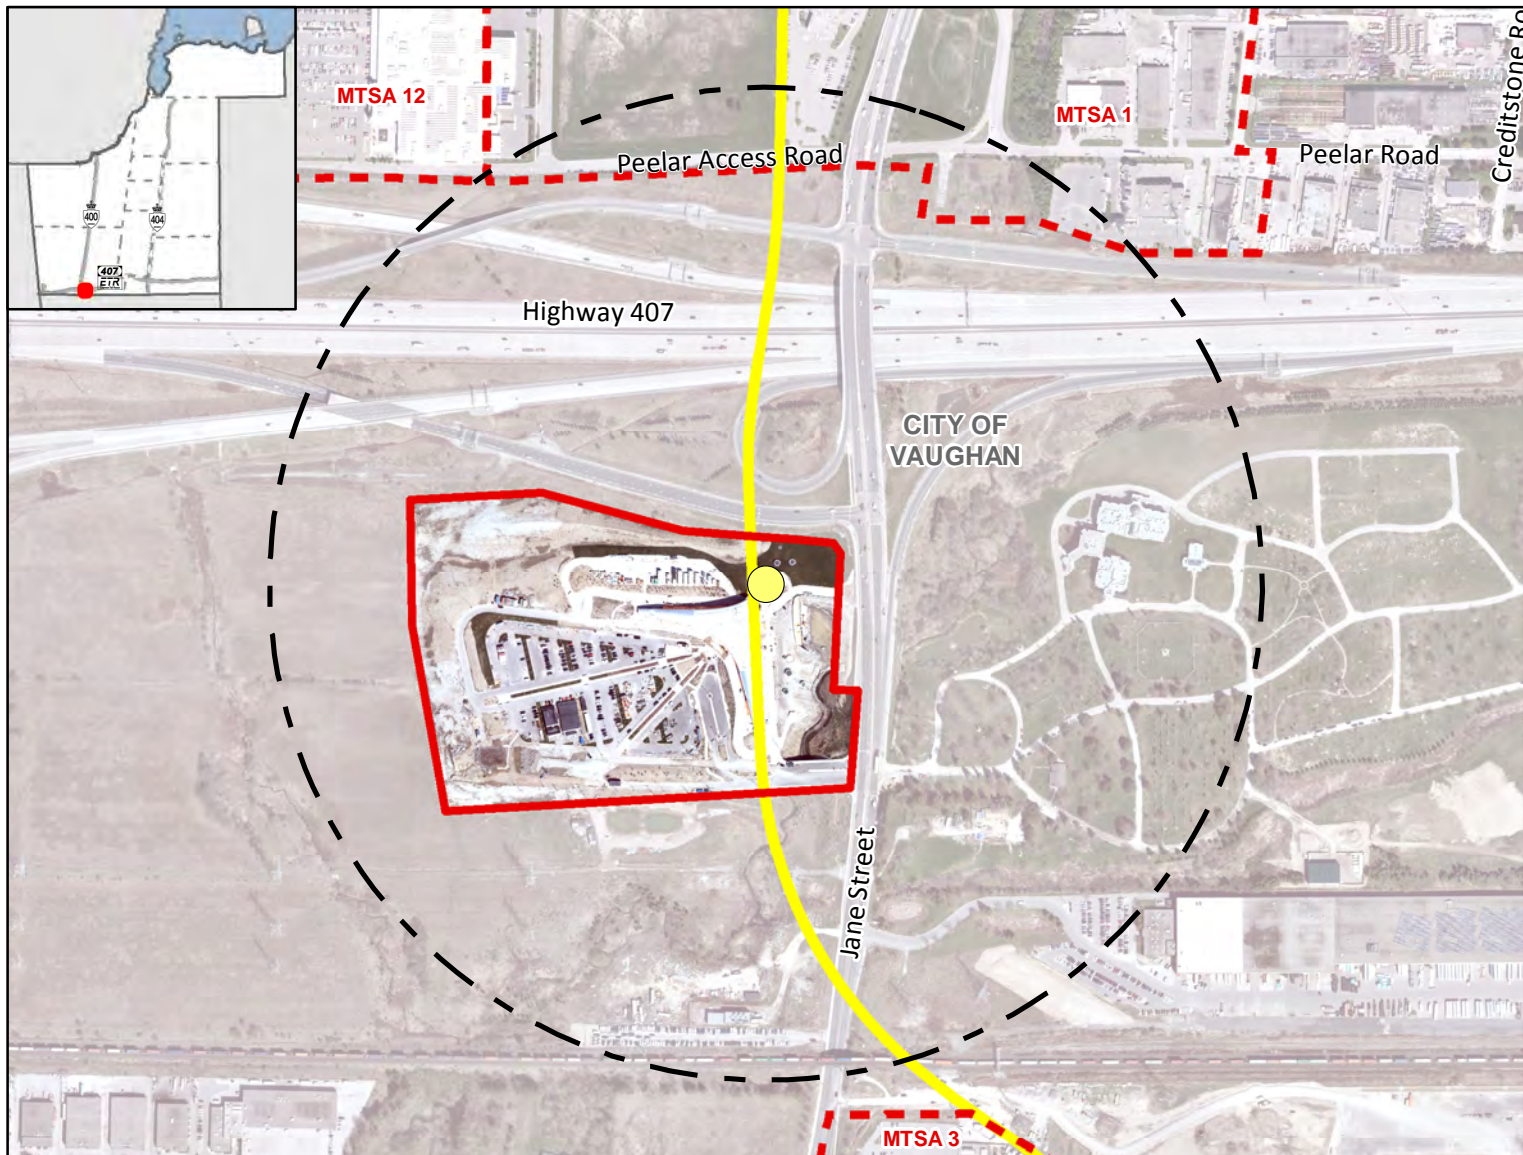 MTSA 12
MTSA 1
Creditstone Ro
Peelar Access Road
Peelar Road
400
404
407
ETR
Highway 407
CITY OF
VAUGHAN
Jane Street
MTSA 3